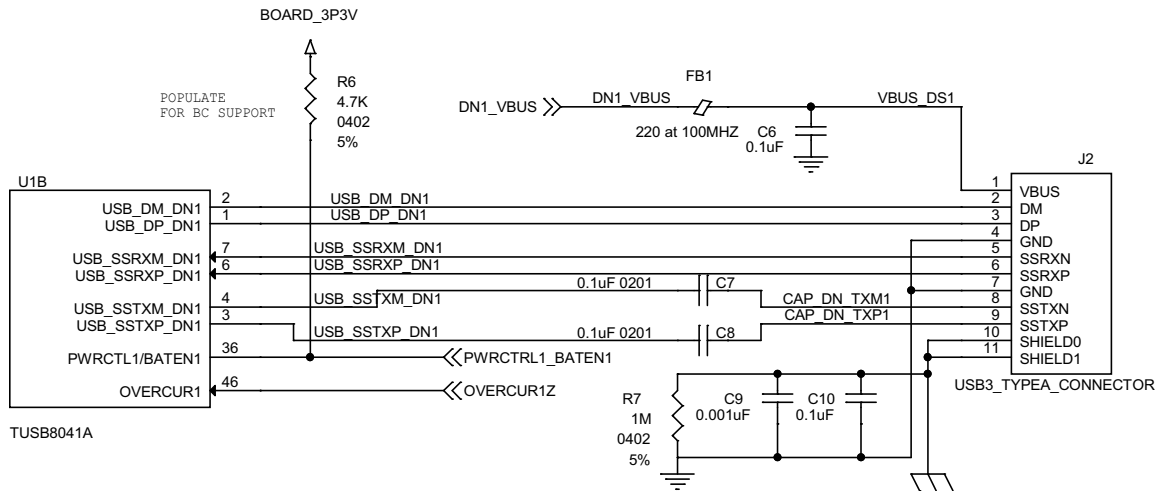 BOARD_3P3V
R6
4.7K
0402
5%
POPULATE
FOR BC SUPPORT
FB1
DN1_VBUS
DN1_VBUS
VBUS_DS1
220 at 100MHZ
C6
0.1uF
J2
U1B
USB_DM_DN1
2
USB_DM_DN1
USB_DP_DN1
1
USB_DP_DN1
USB_SSRXM_DN1
7
USB_SSRXM_DN1
USB_SSRXP_DN1
6
USB_SSRXP_DN1
USB_SSTXM_DN1
4
USB_SSTXM_DN1
0.1uF 0201
C7
CAP_DN_TXM1
USB_SSTXP_DN1
3
USB_SSTXP_DN1
0.1uF 0201
C8
CAP_DN_TXP1
PWRCTL1/BATEN1
36
PWRCTRL1_BATEN1
OVERCUR1
46
OVERCUR1Z
TUSB8041A
1
VBUS
2
DM
3
DP
4
GND
5
SSRXN
6
SSRXP
7
GND
8
SSTXN
9
SSTXP
10
SHIELD0
11
SHIELD1
USB3_TYPEA_CONNECTOR
R7
1M
0402
5%
C9
0.001uF
C10
0.1uF